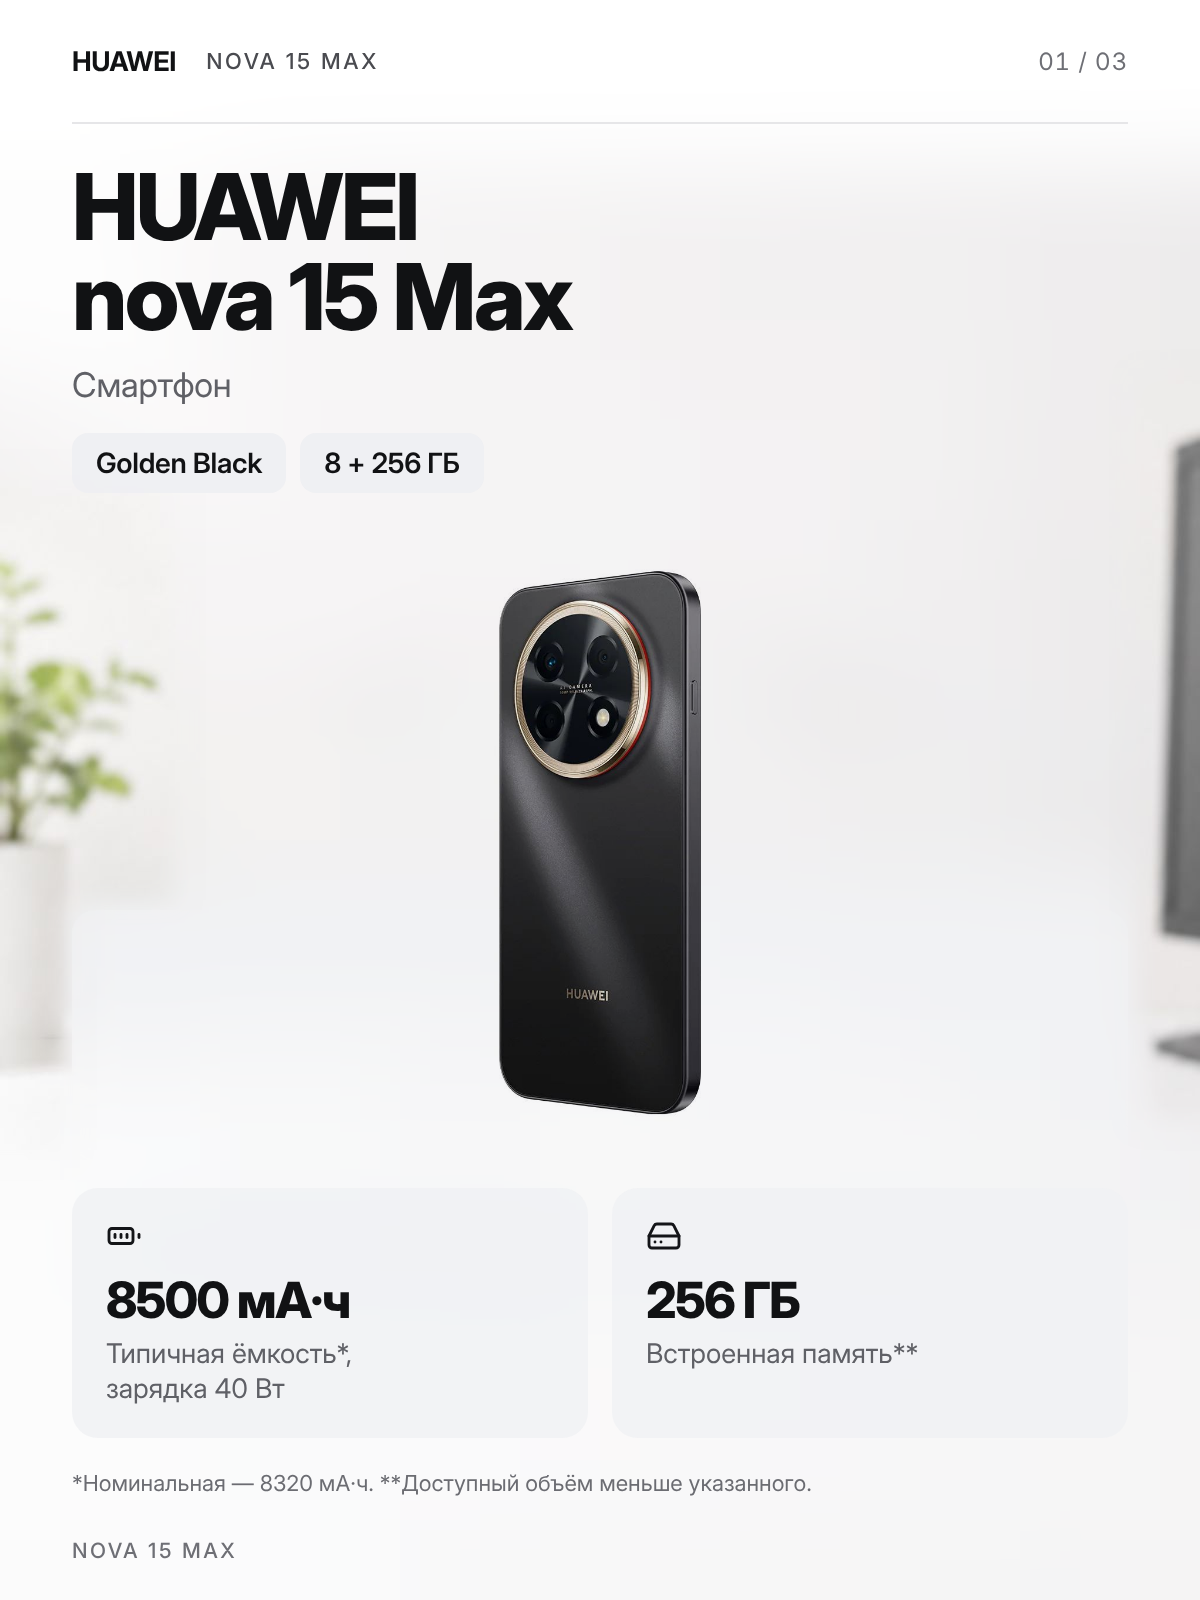 HUAWEI NOVA 15 MAX 01 / 03
HUAWEI
nova 15 Max
Смартфон
Golden Black 8 + 256 ГБ
HUAWEI
8500 мА·ч
Типичная ёмкость*,
зарядка 40 Вт
256 ГБ
Встроенная память**
*Номинальная — 8320 мА·ч. **Доступный объём меньше указанного.
NOVA 15 MAX